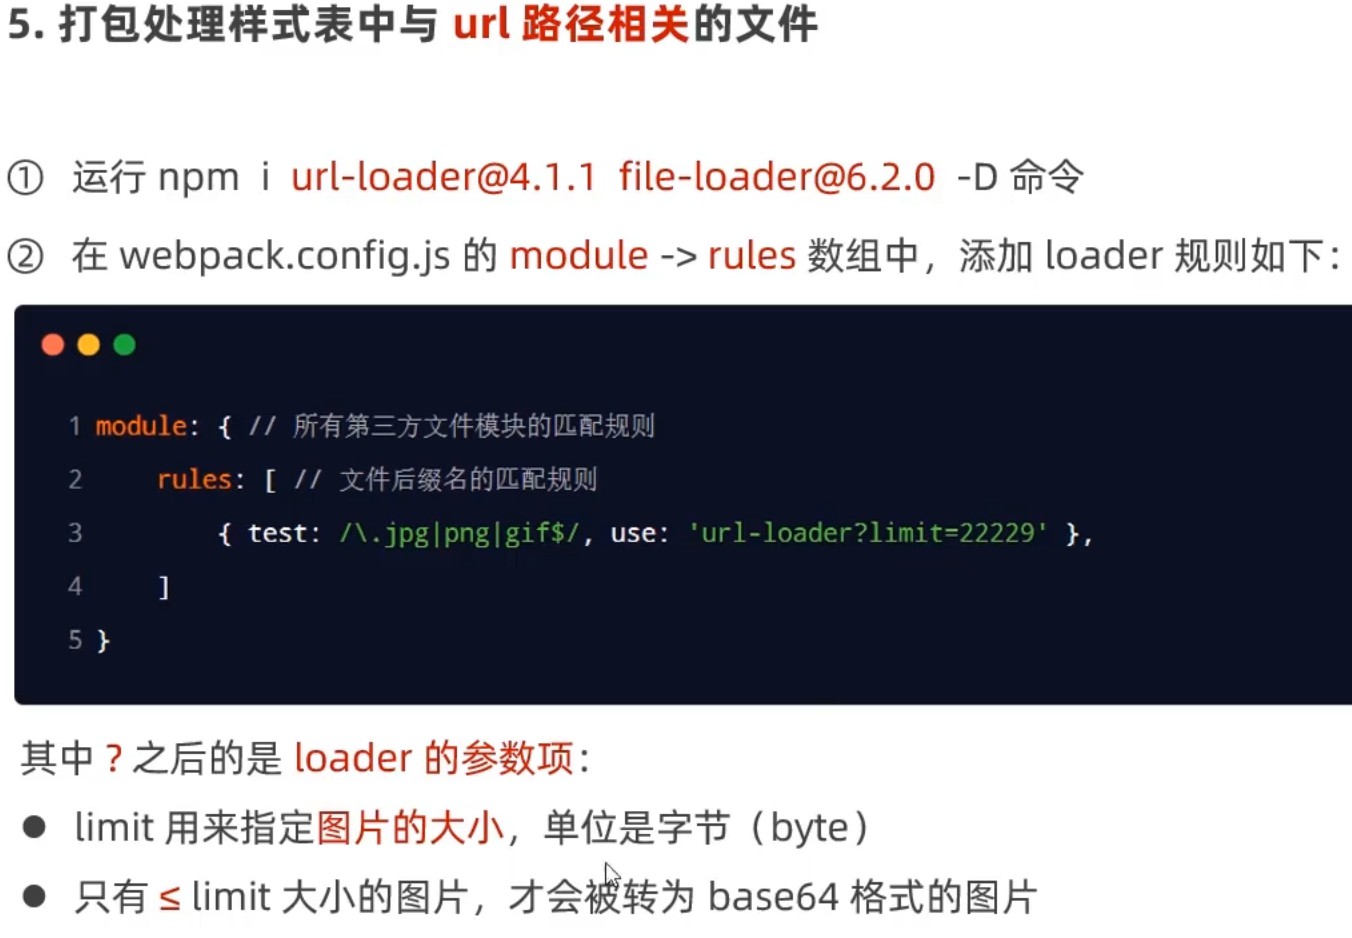 5. 打包处理样式表中与 url 路径相关的文件
① 运行 npm i url-loader@4.1.1 file-loader@6.2.0 -D 命令
② 在 webpack.config.js 的 module -> rules 数组中，添加 loader 规则如下：
1 module: { // 所有第三方文件模块的匹配规则
2     rules: [ // 文件后缀名的匹配规则
3         { test: /\.jpg|png|gif$/, use: 'url-loader?limit=22229' },
4     ]
5 }
其中 ? 之后的是 loader 的参数项：
● limit 用来指定图片的大小，单位是字节（byte）
● 只有 ≤ limit 大小的图片，才会被转为 base64 格式的图片